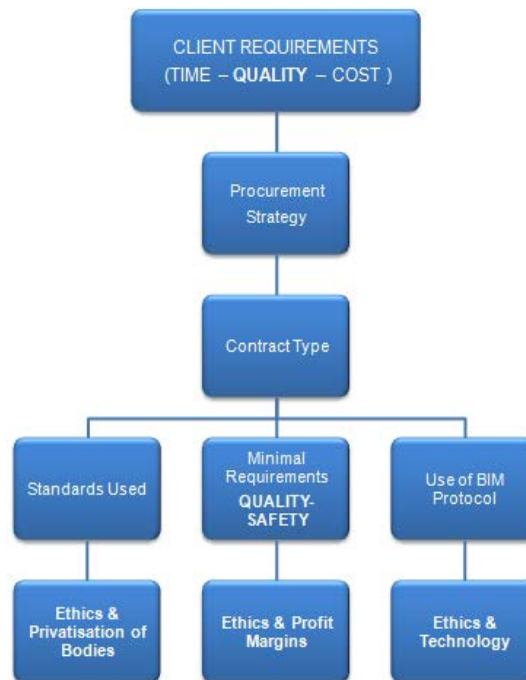 CLIENT REQUIREMENTS
(TIME – QUALITY – COST )
Procurement
Strategy
Contract Type
Standards Used
Minimal
Requirements
QUALITY-
SAFETY
Use of BIM
Protocol
Ethics &
Privatisation of
Bodies
Ethics & Profit
Margins
Ethics &
Technology